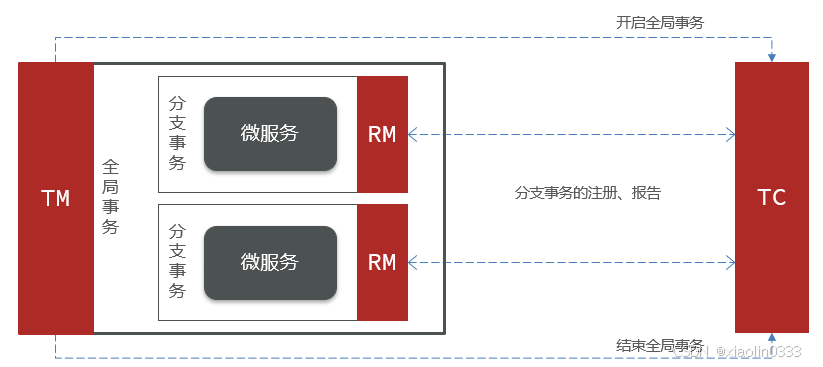 开启全局事务
TM
全局事务
分支事务
微服务
RM
分支事务
微服务
RM
分支事务的注册、报告
TC
结束全局事务
CSDN @xiaolin0333